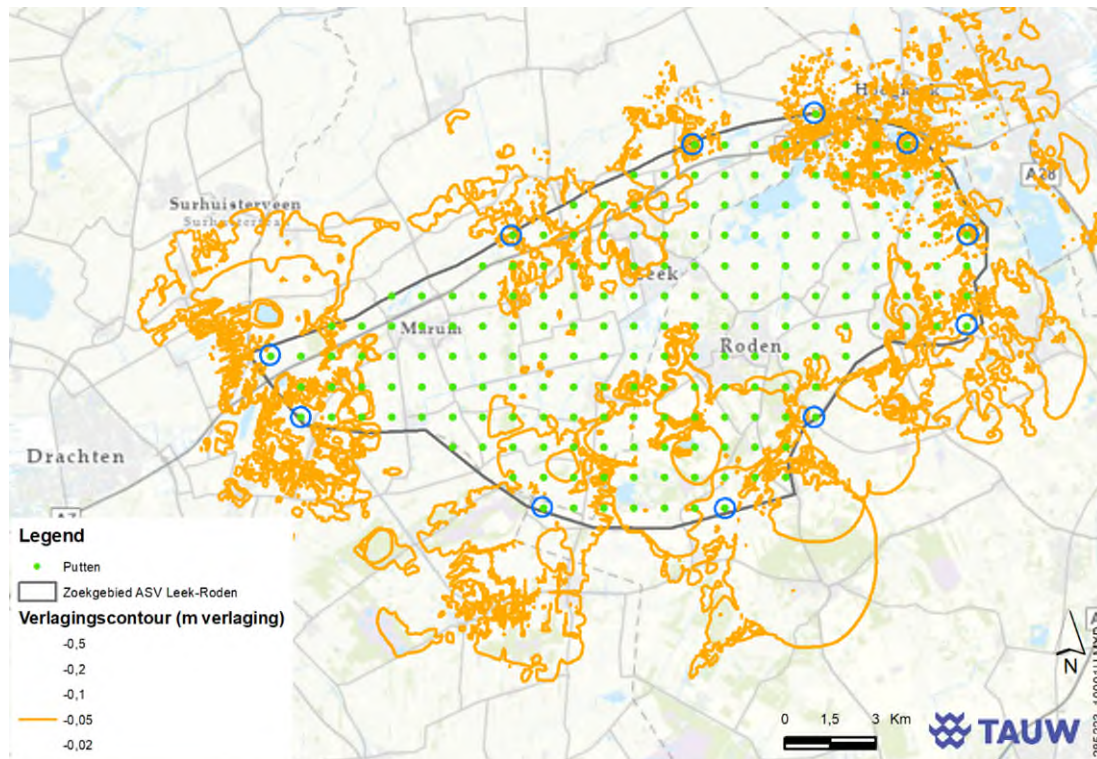 Surhuisterveen
Marum
Leek
Roden
A28
Drachten
A7
Legend
Putten
Zoekgebied ASV Leek-Roden
Verlagingscontour (m verlaging)
-0,5
-0,2
-0,1
-0,05
-0,02
N
0 1,5 3 Km
TAUW